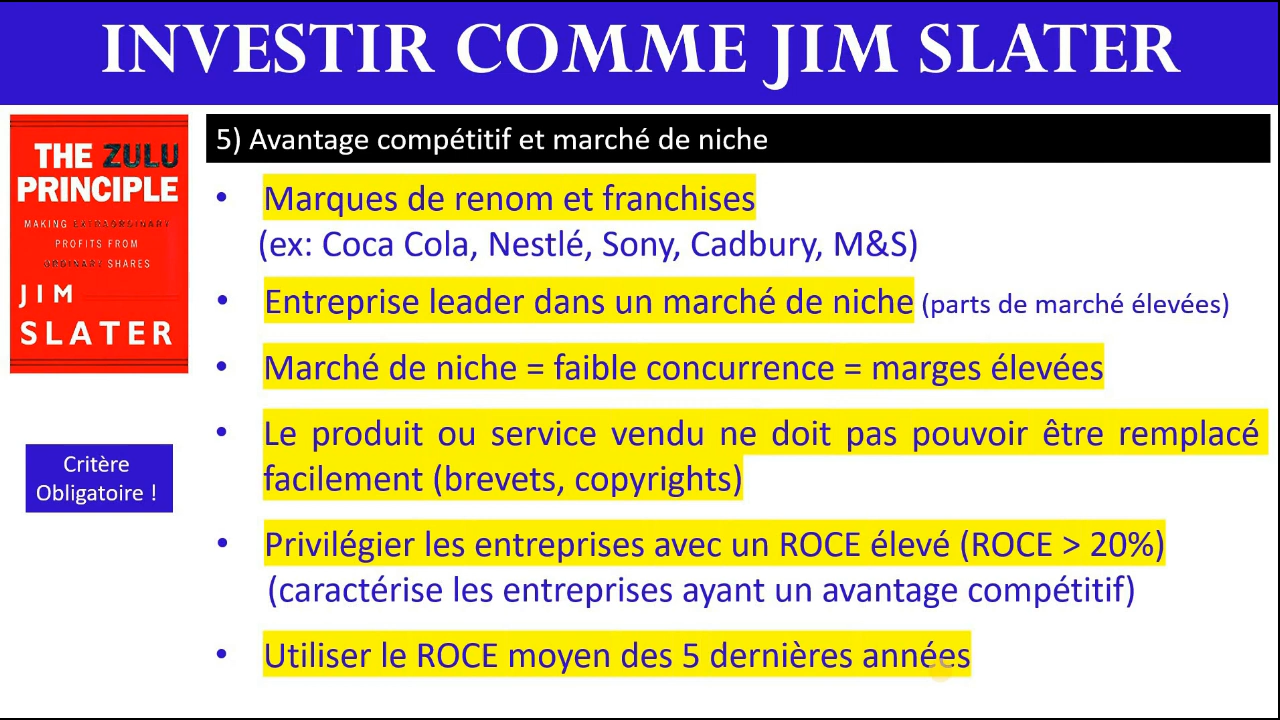 INVESTIR COMME JIM SLATER
THE ZULU
PRINCIPLE
MAKING EXTRAORDINARY
PROFITS FROM
ORDINARY SHARES
JIM
SLATER
5) Avantage compétitif et marché de niche
• Marques de renom et franchises
(ex: Coca Cola, Nestlé, Sony, Cadbury, M&S)
• Entreprise leader dans un marché de niche (parts de marché élevées)
• Marché de niche = faible concurrence = marges élevées
• Le produit ou service vendu ne doit pas pouvoir être remplacé
facilement (brevets, copyrights)
• Privilégier les entreprises avec un ROCE élevé (ROCE > 20%)
(caractérise les entreprises ayant un avantage compétitif)
• Utiliser le ROCE moyen des 5 dernières années
Critère
Obligatoire !